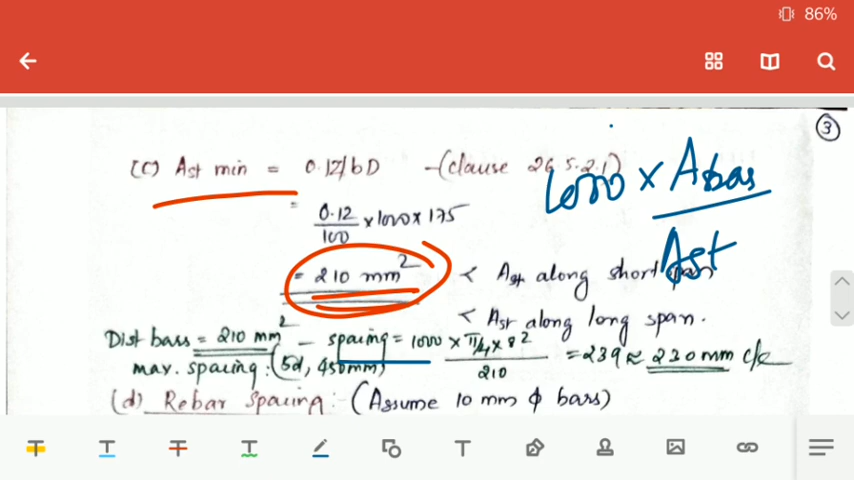 86%
3
(c) Ast min = 0.12%bD -(clause 26.5.2.1)
1000 × Abar / Ast
= 0.12/100 × 1000 × 175
= 210 mm² < Ast along short span
< Ast along long span.
Dist bars = 210 mm² - spacing = 1000 × π/4 × 8² / 210 = 239 ≈ 230 mm c/c
max. spacing: (5d, 450mm)
(d) Rebar Spacing:- (Assume 10 mm ϕ bars)